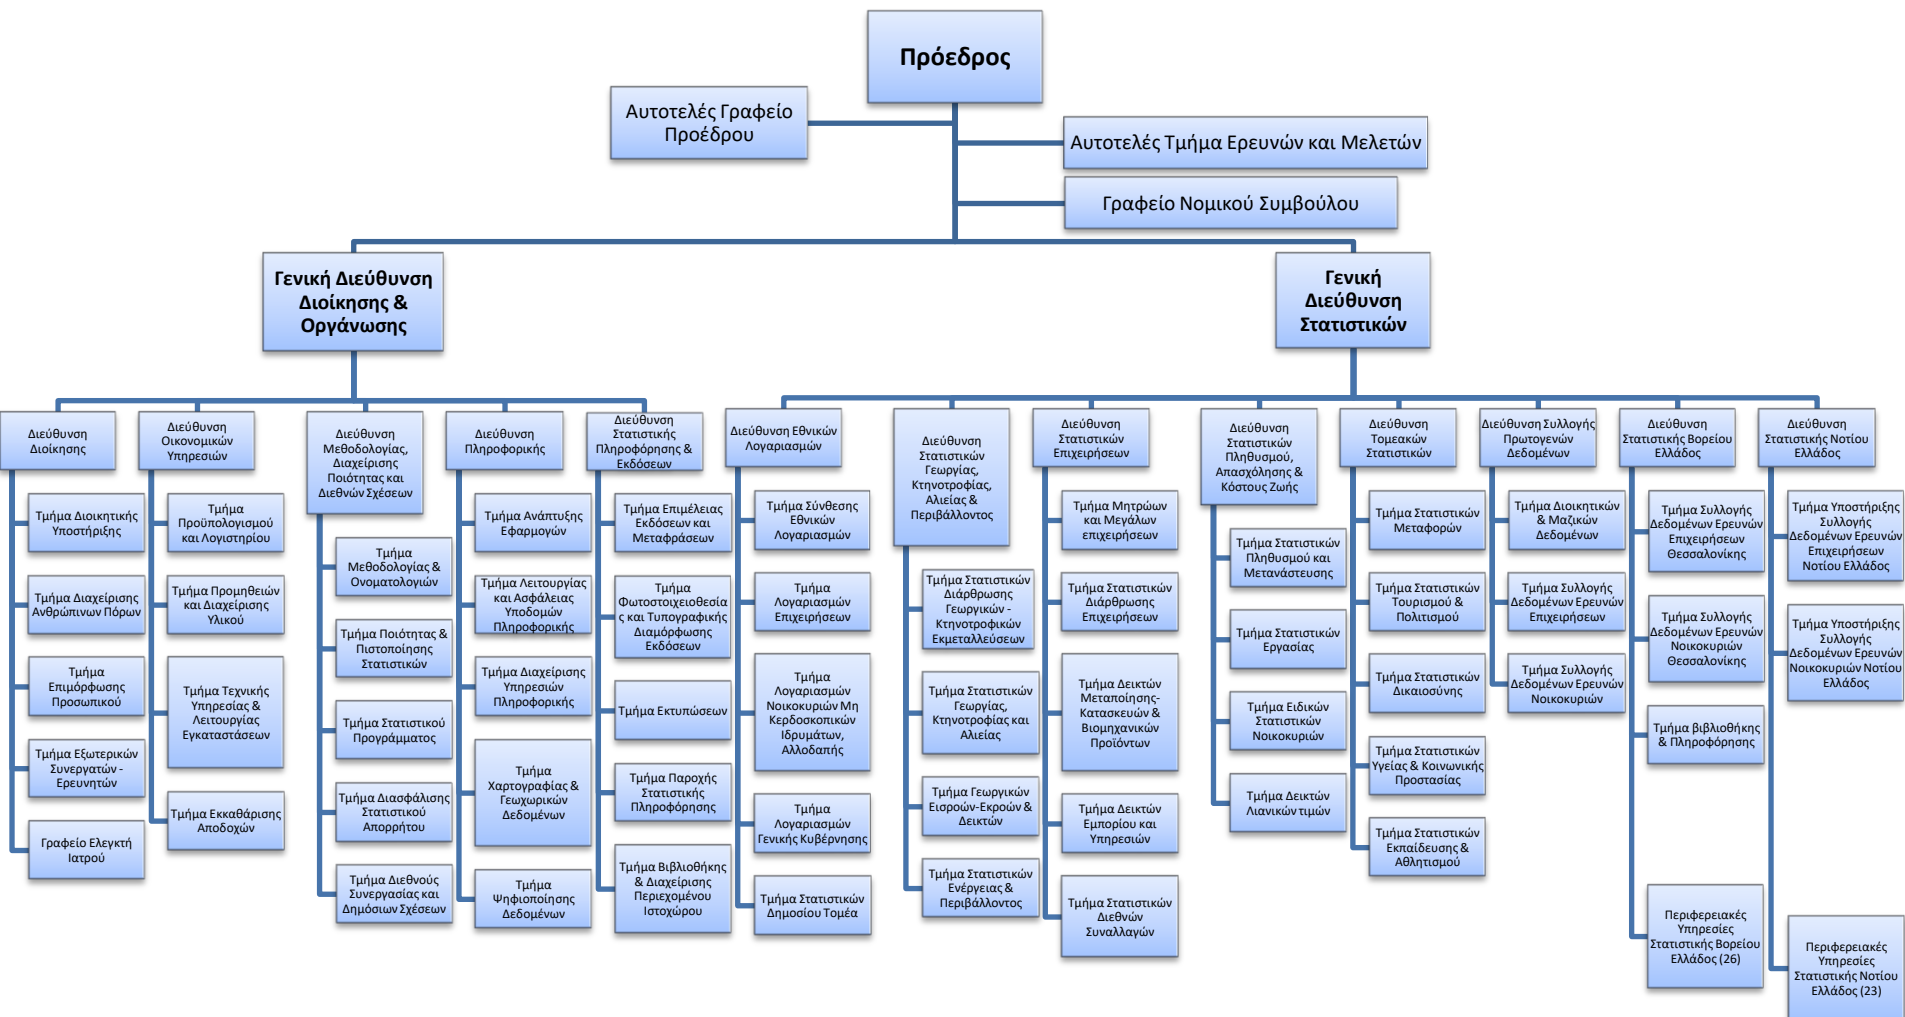 Πρόεδρος
Αυτοτελές Γραφείο
Προέδρου
Αυτοτελές Τμήμα Ερευνών και Μελετών
Γραφείο Νομικού Συμβούλου
Γενική Διεύθυνση
Διοίκησης &
Οργάνωσης
Γενική
Διεύθυνση
Στατιστικών
Διεύθυνση
Διοίκησης
Τμήμα Διοικητικής
Υποστήριξης
Τμήμα Διαχείρισης
Ανθρώπινων Πόρων
Τμήμα
Επιμόρφωσης
Προσωπικού
Τμήμα Εξωτερικών
Συνεργατών -
Ερευνητών
Γραφείο Ελεγκτή
Ιατρού
Διεύθυνση
Οικονομικών
Υπηρεσιών
Τμήμα
Προϋπολογισμού
και Λογιστηρίου
Τμήμα Προμηθειών
και Διαχείρισης
Υλικού
Τμήμα Τεχνικής
Υπηρεσίας &
Λειτουργίας
Εγκαταστάσεων
Τμήμα Εκκαθάρισης
Αποδοχών
Διεύθυνση
Μεθοδολογίας,
Διαχείρισης
Ποιότητας και
Διεθνών Σχέσεων
Τμήμα
Μεθοδολογίας &
Ονοματολογιών
Τμήμα Ποιότητας &
Πιστοποίησης
Στατιστικών
Τμήμα Στατιστικού
Προγράμματος
Τμήμα Διασφάλισης
Στατιστικού
Απορρήτου
Τμήμα Διεθνούς
Συνεργασίας και
Δημόσιων Σχέσεων
Διεύθυνση
Πληροφορικής
Τμήμα Ανάπτυξης
Εφαρμογών
Τμήμα Λειτουργίας
και Ασφάλειας
Υποδομών
Πληροφορικής
Τμήμα Διαχείρισης
Υπηρεσιών
Πληροφορικής
Τμήμα
Χαρτογραφίας &
Γεωχωρικών
Δεδομένων
Τμήμα
Ψηφιοποίησης
Δεδομένων
Διεύθυνση
Στατιστικής
Πληροφόρησης &
Εκδόσεων
Τμήμα Επιμέλειας
Εκδόσεων και
Μεταφράσεων
Τμήμα
Φωτοστοιχειοθεσία
ς και Τυπογραφικής
Διαμόρφωσης
Εκδόσεων
Τμήμα Εκτυπώσεων
Τμήμα Παροχής
Στατιστικής
Πληροφόρησης
Τμήμα Βιβλιοθήκης
& Διαχείρισης
Περιεχομένου
Ιστοχώρου
Διεύθυνση Εθνικών
Λογαριασμών
Τμήμα Σύνθεσης
Εθνικών
Λογαριασμών
Τμήμα
Λογαριασμών
Επιχειρήσεων
Τμήμα
Λογαριασμών
Νοικοκυριών Μη
Κερδοσκοπικών
Ιδρυμάτων,
Αλλοδαπής
Τμήμα
Λογαριασμών
Γενικής Κυβέρνησης
Τμήμα Στατιστικών
Δημοσίου Τομέα
Διεύθυνση
Στατιστικών
Γεωργίας,
Κτηνοτροφίας,
Αλιείας &
Περιβάλλοντος
Τμήμα Στατιστικών
Διάρθρωσης
Γεωργικών -
Κτηνοτροφικών
Εκμεταλλεύσεων
Τμήμα Στατιστικών
Γεωργίας,
Κτηνοτροφίας και
Αλιείας
Τμήμα Γεωργικών
Εισροών-Εκροών &
Δεικτών
Τμήμα Στατιστικών
Ενέργειας &
Περιβάλλοντος
Διεύθυνση
Στατιστικών
Επιχειρήσεων
Τμήμα Μητρώων
και Μεγάλων
επιχειρήσεων
Τμήμα Στατιστικών
Διάρθρωσης
Επιχειρήσεων
Τμήμα Δεικτών
Μεταποίησης-
Κατασκευών &
Βιομηχανικών
Προϊόντων
Τμήμα Δεικτών
Εμπορίου και
Υπηρεσιών
Τμήμα Στατιστικών
Διεθνών
Συναλλαγών
Διεύθυνση
Στατιστικών
Πληθυσμού,
Απασχόλησης &
Κόστους Ζωής
Τμήμα Στατιστικών
Πληθυσμού και
Μετανάστευσης
Τμήμα Στατιστικών
Εργασίας
Τμήμα Ειδικών
Στατιστικών
Νοικοκυριών
Τμήμα Δεικτών
Λιανικών τιμών
Διεύθυνση
Τομεακών
Στατιστικών
Τμήμα Στατιστικών
Μεταφορών
Τμήμα Στατιστικών
Τουρισμού &
Πολιτισμού
Τμήμα Στατιστικών
Δικαιοσύνης
Τμήμα Στατιστικών
Υγείας & Κοινωνικής
Προστασίας
Τμήμα Στατιστικών
Εκπαίδευσης &
Αθλητισμού
Διεύθυνση Συλλογής
Πρωτογενών
Δεδομένων
Τμήμα Διοικητικών
& Μαζικών
Δεδομένων
Τμήμα Συλλογής
Δεδομένων Ερευνών
Επιχειρήσεων
Τμήμα Συλλογής
Δεδομένων Ερευνών
Νοικοκυριών
Διεύθυνση
Στατιστικής Βορείου
Ελλάδος
Τμήμα Συλλογής
Δεδομένων Ερευνών
Επιχειρήσεων
Θεσσαλονίκης
Τμήμα Συλλογής
Δεδομένων Ερευνών
Νοικοκυριών
Θεσσαλονίκης
Τμήμα βιβλιοθήκης
& Πληροφόρησης
Περιφερειακές
Υπηρεσίες
Στατιστικής Βορείου
Ελλάδος (26)
Διεύθυνση
Στατιστικής Νοτίου
Ελλάδος
Τμήμα Υποστήριξης
Συλλογής
Δεδομένων Ερευνών
Επιχειρήσεων
Νοτίου Ελλάδος
Τμήμα Υποστήριξης
Συλλογής
Δεδομένων Ερευνών
Νοικοκυριών Νοτίου
Ελλάδος
Περιφερειακές
Υπηρεσίες
Στατιστικής Νοτίου
Ελλάδος (23)